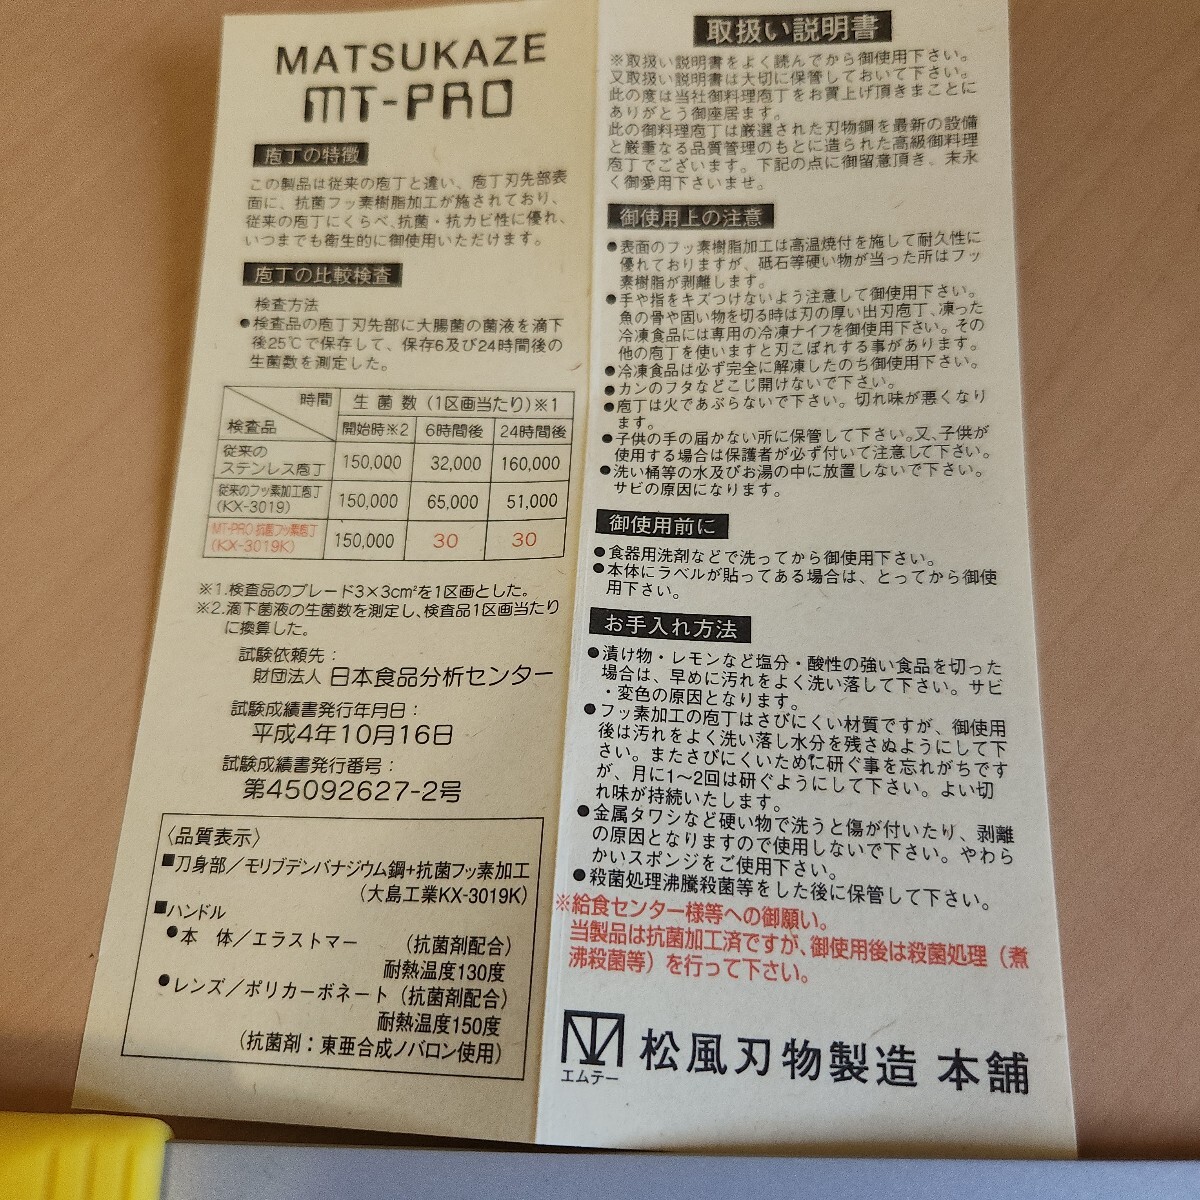 MATSUKAZE
MT-PRO
庖丁の特徴
この製品は従来の庖丁と違い、庖丁刃先部表
面に、抗菌フッ素樹脂加工が施されており、
従来の庖丁にくらべ、抗菌・抗カビ性に優れ、
いつまでも衛生的に御使用いただけます。
庖丁の比較検査
検査方法
●検査品の庖丁刃先部に大腸菌の菌液を滴下
後25℃で保存して、保存6及び24時間後の
生菌数を測定した。
時間
検査品
生菌数(1区画当たり)※1
開始時※2 6時間後 24時間後
従来の
ステンレス庖丁 150,000 32,000 160,000
従来のフッ素加工庖丁
(KX-3019) 150,000 65,000 51,000
MT-PRO 抗菌フッ素庖丁
(KX-3019K) 150,000 30 30
※1.検査品のブレード3×3cm²を1区画とした。
※2.滴下菌液の生菌数を測定し、検査品1区画当たり
に換算した。
試験依頼先：
財団法人 日本食品分析センター
試験成績書発行年月日：
平成4年10月16日
試験成績書発行番号：
第45092627-2号
〈品質表示〉
■刀身部／モリブデンバナジウム鋼+抗菌フッ素加工
(大島工業KX-3019K)
■ハンドル
●本 体／エラストマー (抗菌剤配合)
耐熱温度130度
●レンズ／ポリカーボネート(抗菌剤配合)
耐熱温度150度
(抗菌剤：東亜合成ノバロン使用)
取扱い説明書
※取扱い説明書をよく読んでから御使用下さい。
又取扱い説明書は大切に保管しておいて下さい。
此の度は当社御料理庖丁をお買上げ頂きまことに
ありがとう御座居ます。
此の御料理庖丁は厳選された刃物鋼を最新の設備
と厳重なる品質管理のもとに造られた高級御料理
庖丁でございます。下記の点に御留意頂き、末永
く御愛用下さいませ。
御使用上の注意
●表面のフッ素樹脂加工は高温焼付を施して耐久性に
優れておりますが、砥石等硬い物が当った所はフッ
素樹脂が剥離します。
●手や指をキズつけないよう注意して御使用下さい。
魚の骨や固い物を切る時は刃の厚い出刃庖丁、凍った
冷凍食品には専用の冷凍ナイフを御使用下さい。その
他の庖丁を使いますと刃こぼれする事があります。
●冷凍食品は必ず完全に解凍したのち御使用下さい。
●カンのフタなどこじ開けないで下さい。
●庖丁は火であぶらないで下さい。切れ味が悪くなり
ます。
●子供の手の届かない所に保管して下さい。又、子供が
使用する場合は保護者が必ず付いて注意して下さい。
●洗い桶等の水及びお湯の中に放置しないで下さい。
サビの原因になります。
御使用前に
●食器用洗剤などで洗ってから御使用下さい。
●本体にラベルが貼ってある場合は、とってから御使
用下さい。
お手入れ方法
●漬け物・レモンなど塩分・酸性の強い食品を切った
場合は、早めに汚れをよく洗い落して下さい。サビ
・変色の原因となります。
●フッ素加工の庖丁はさびにくい材質ですが、御使用
後は汚れをよく洗い落し水分を残さぬようにして下
さい。またさびにくいために研ぐ事を忘れがちです
が、月に1〜2回は研ぐようにして下さい。よい切
れ味が持続いたします。
●金属タワシなど硬い物で洗うと傷が付いたり、剥離
の原因となりますので使用しないで下さい。やわら
かいスポンジをご使用下さい。
●殺菌処理沸騰殺菌等をした後に保管して下さい。
※給食センター様等への御願い。
当製品は抗菌加工済ですが、御使用後は殺菌処理（煮
沸殺菌等）を行って下さい。
エムテー
松風刃物製造 本舗